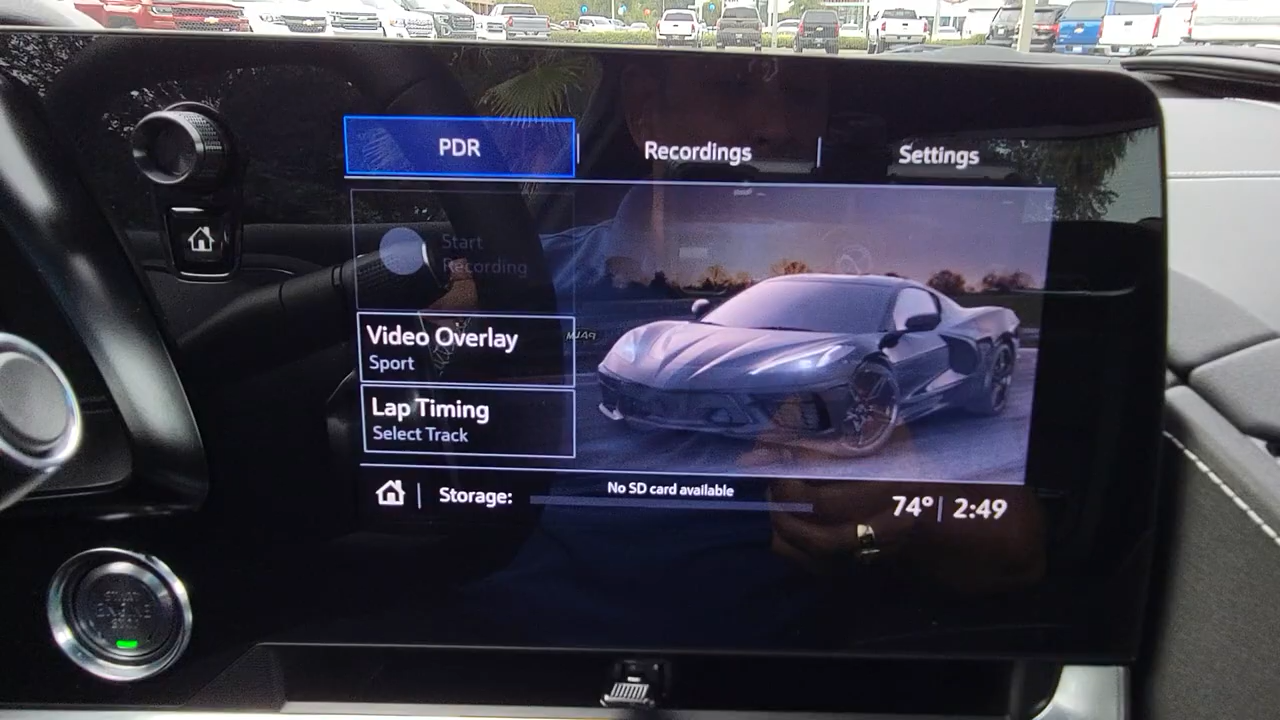 PDR
Recordings
Settings
Start
Recording
Video Overlay
Sport
Lap Timing
Select Track
Storage:
No SD card available
74° 2:49
START
ENGINE
STOP